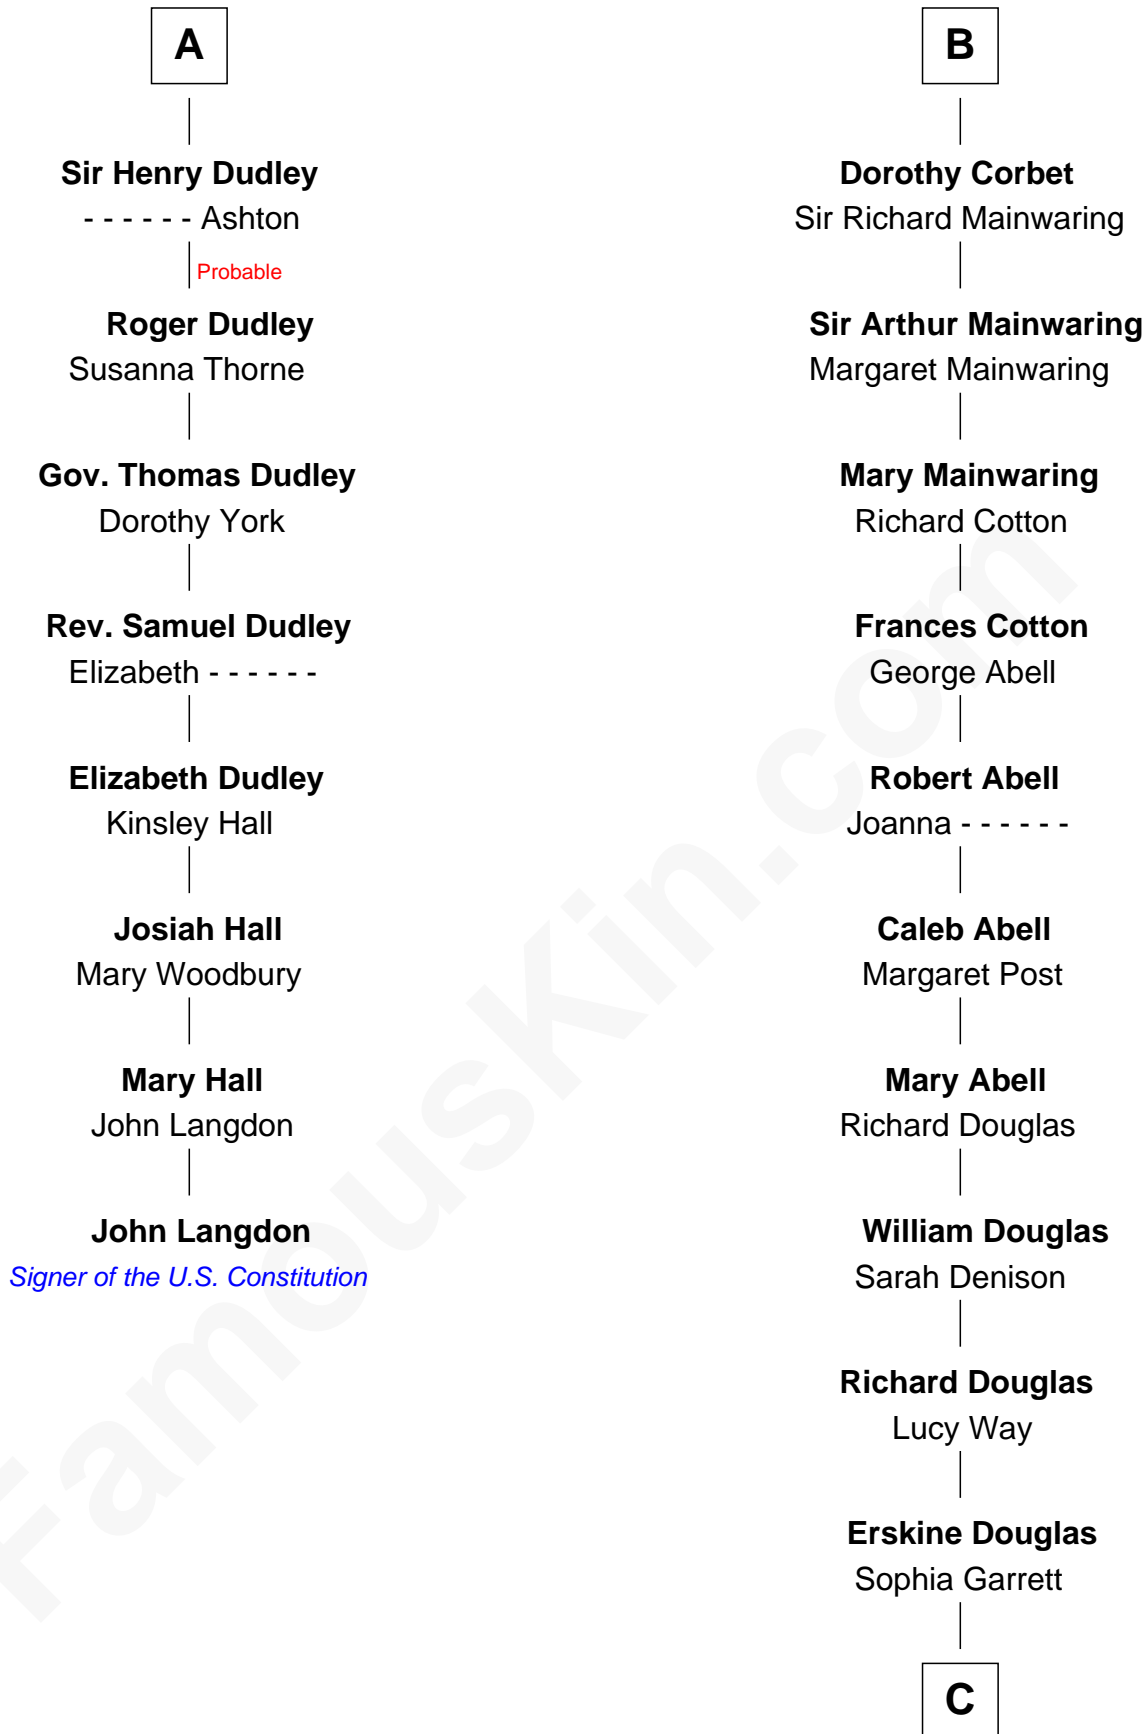 A
Sir Henry Dudley
- - - - - - Ashton
Probable
Roger Dudley
Susanna Thorne
Gov. Thomas Dudley
Dorothy York
Rev. Samuel Dudley
Elizabeth - - - - - -
Elizabeth Dudley
Kinsley Hall
Josiah Hall
Mary Woodbury
Mary Hall
John Langdon
John Langdon
Signer of the U.S. Constitution
B
Dorothy Corbet
Sir Richard Mainwaring
Sir Arthur Mainwaring
Margaret Mainwaring
Mary Mainwaring
Richard Cotton
Frances Cotton
George Abell
Robert Abell
Joanna - - - - - -
Caleb Abell
Margaret Post
Mary Abell
Richard Douglas
William Douglas
Sarah Denison
Richard Douglas
Lucy Way
Erskine Douglas
Sophia Garrett
C
FamousKin.com